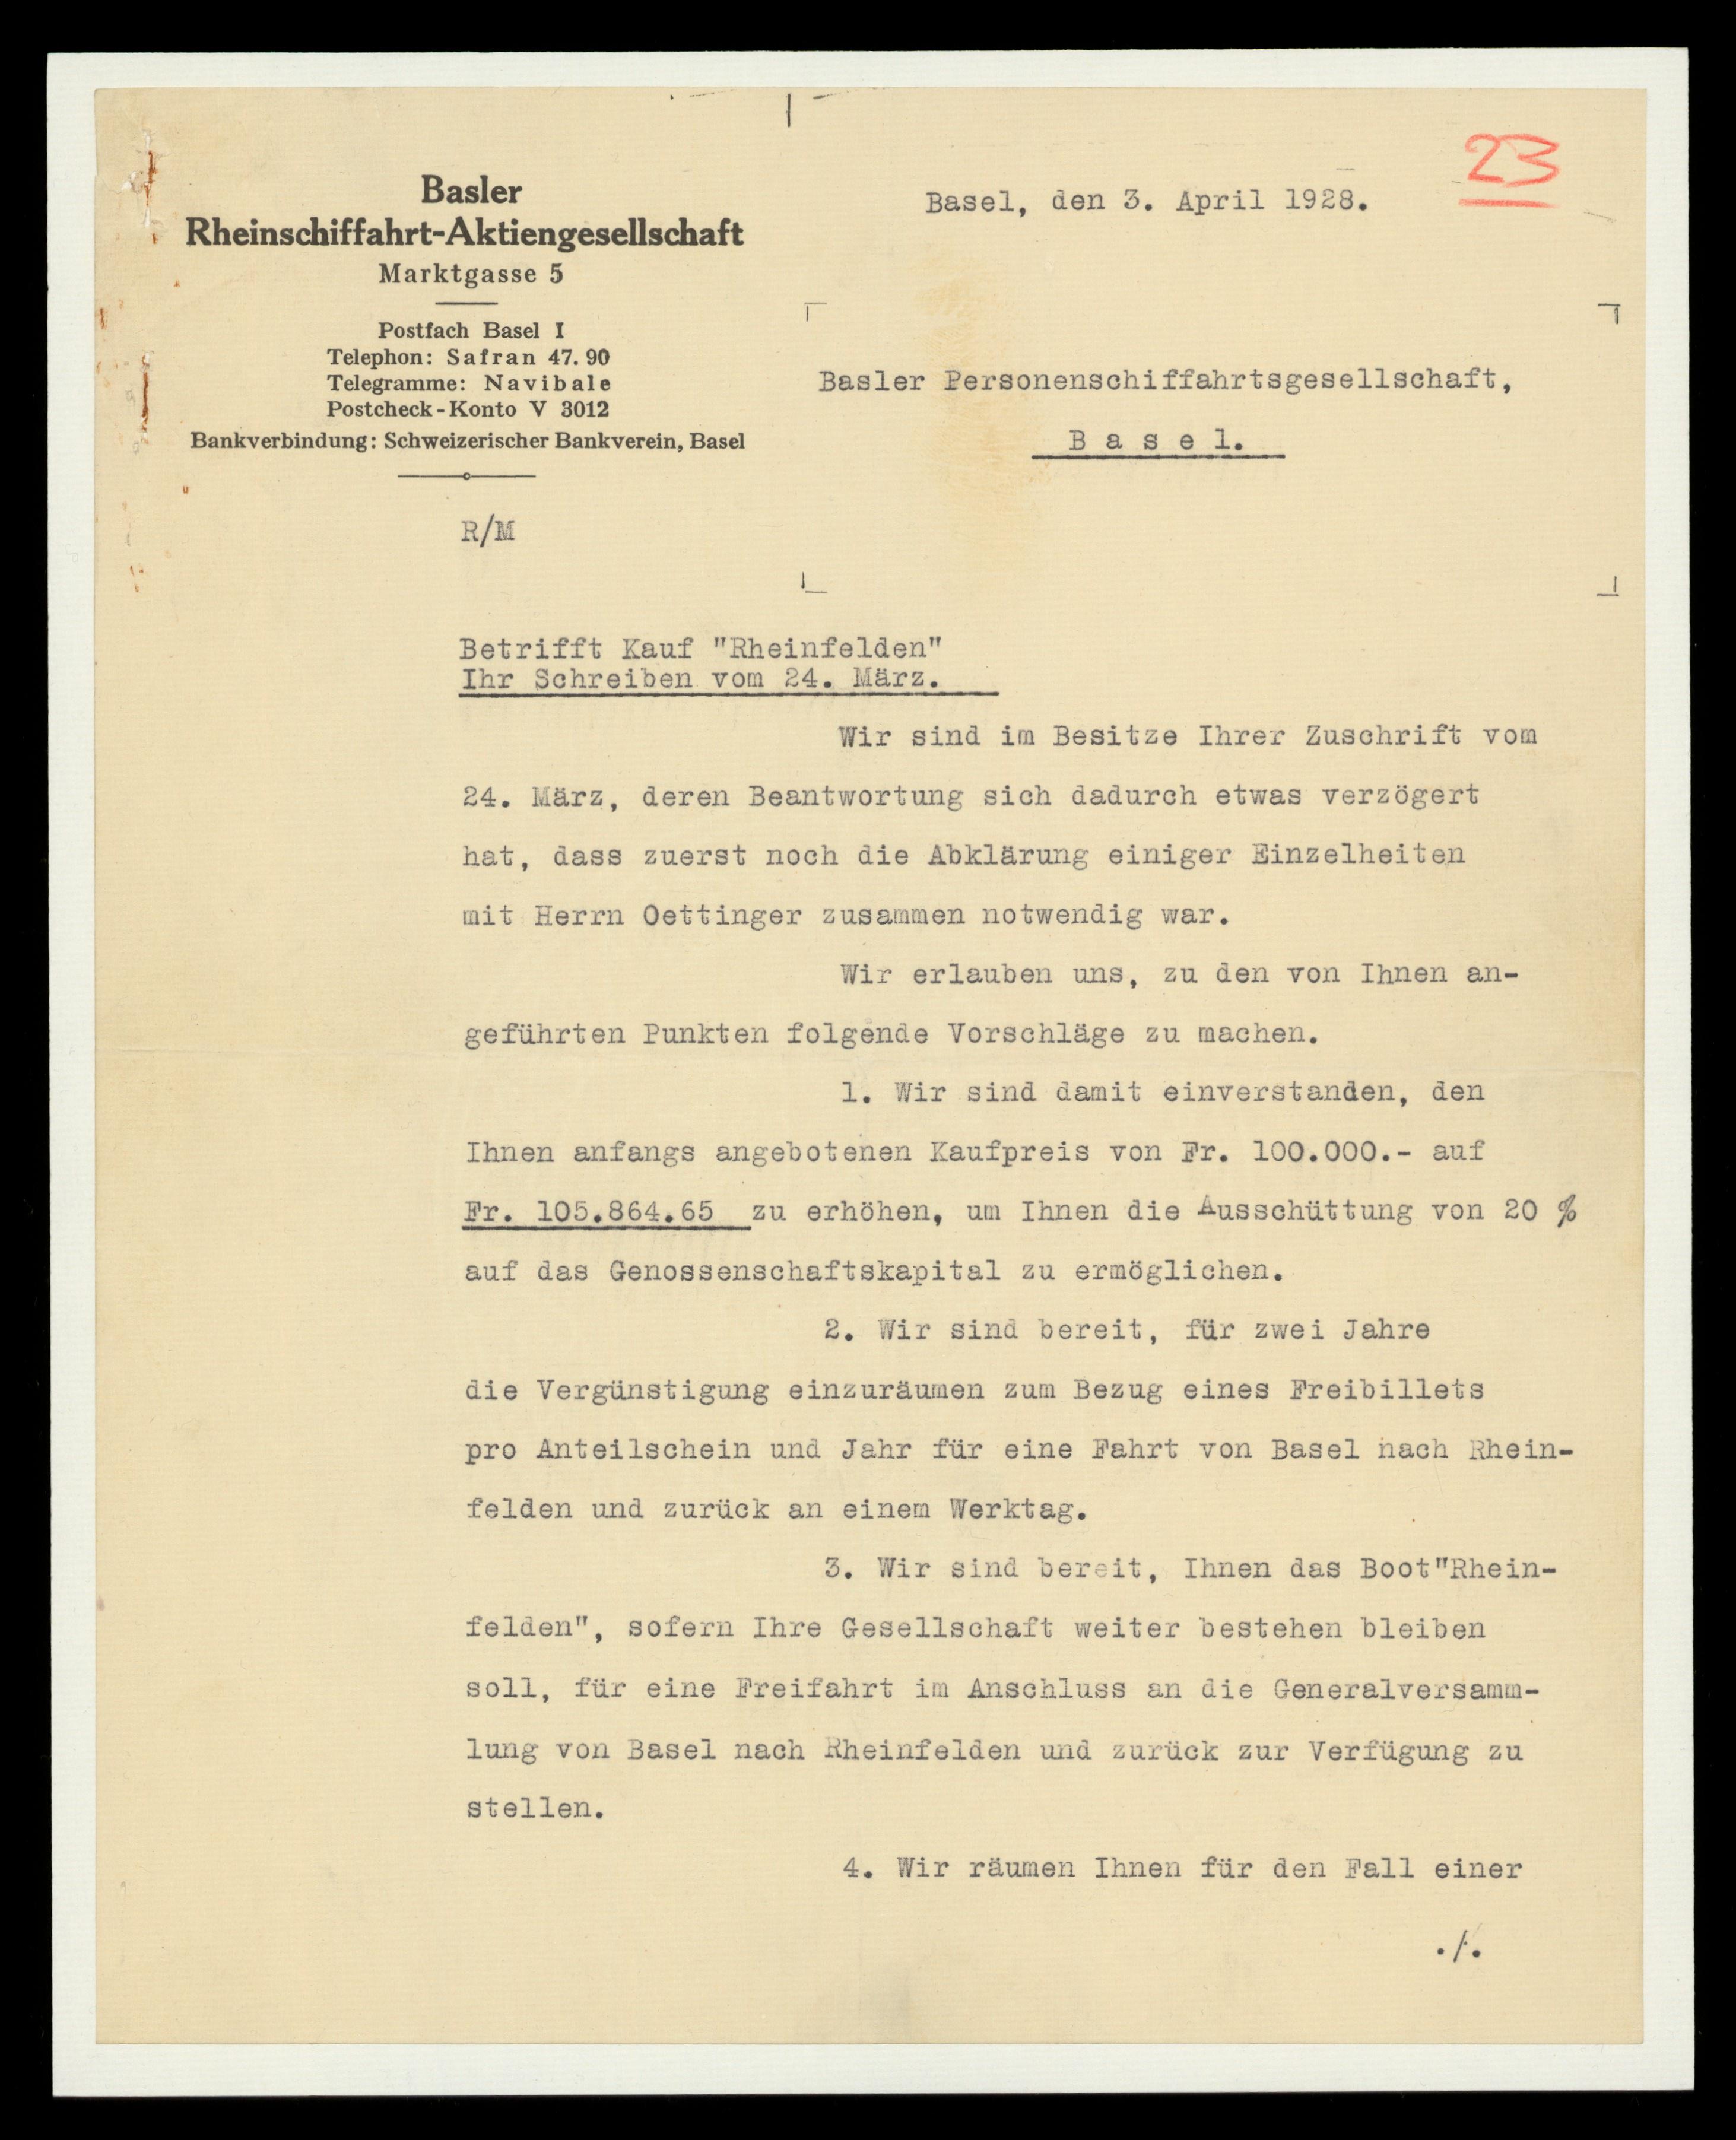 23
Basler
Rheinschiffahrt-Aktiengesellschaft
Marktgasse 5
Postfach Basel I
Telephon: Safran 47.90
Telegramme: Navibale
Postcheck-Konto V 3012
Bankverbindung: Schweizerischer Bankverein, Basel
Basel, den 3. April 1928.
Basler Personenschiffahrtsgesellschaft,
B a s e l.
R/M
Betrifft Kauf "Rheinfelden"
Ihr Schreiben vom 24. März.
Wir sind im Besitze Ihrer Zuschrift vom
24. März, deren Beantwortung sich dadurch etwas verzögert
hat, dass zuerst noch die Abklärung einiger Einzelheiten
mit Herrn Oettinger zusammen notwendig war.
Wir erlauben uns, zu den von Ihnen an-
geführten Punkten folgende Vorschläge zu machen.
1. Wir sind damit einverstanden, den
Ihnen anfangs angebotenen Kaufpreis von Fr. 100.000.- auf
Fr. 105.864.65 zu erhöhen, um Ihnen die Ausschüttung von 20 %
auf das Genossenschaftskapital zu ermöglichen.
2. Wir sind bereit, für zwei Jahre
die Vergünstigung einzuräumen zum Bezug eines Freibillets
pro Anteilschein und Jahr für eine Fahrt von Basel nach Rhein-
felden und zurück an einem Werktag.
3. Wir sind bereit, Ihnen das Boot"Rhein-
felden", sofern Ihre Gesellschaft weiter bestehen bleiben
soll, für eine Freifahrt im Anschluss an die Generalversamm-
lung von Basel nach Rheinfelden und zurück zur Verfügung zu
stellen.
4. Wir räumen Ihnen für den Fall einer
./.